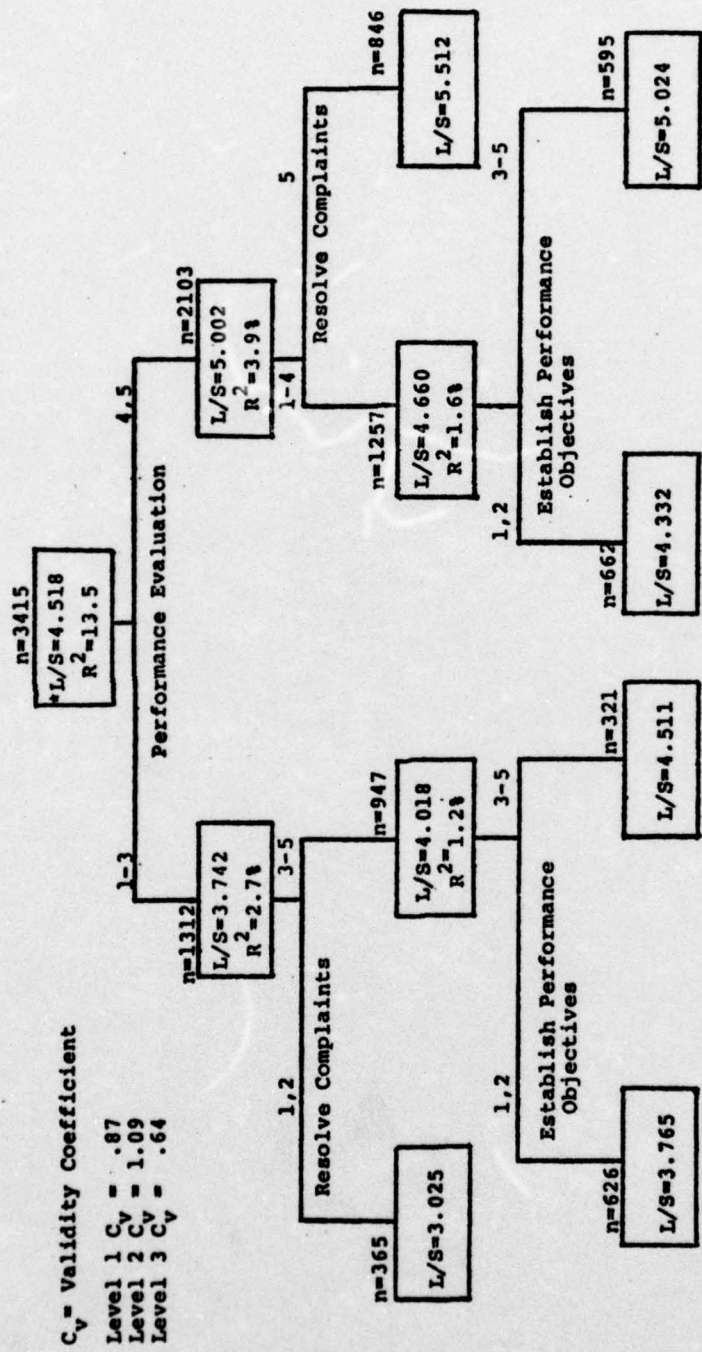 C_v = Validity Coefficient
Level 1 C_v = .87
Level 2 C_v = 1.09
Level 3 C_v = .64
n=3415
*L/S=4.518
R²=13.5
Performance Evaluation
1-3
4,5
n=1312
L/S=3.742
R²=2.7%
n=2103
L/S=5.002
R²=3.9%
1,2
3-5
Resolve Complaints
1-4
5
Resolve Complaints
n=365
L/S=3.025
n=947
L/S=4.018
R²=1.2%
n=1257
L/S=4.660
R²=1.6%
n=846
L/S=5.512
1,2
3-5
Establish Performance
Objectives
1,2
3-5
Establish Performance
Objectives
n=626
L/S=3.765
n=321
L/S=4.511
n=662
L/S=4.332
n=595
L/S=5.024